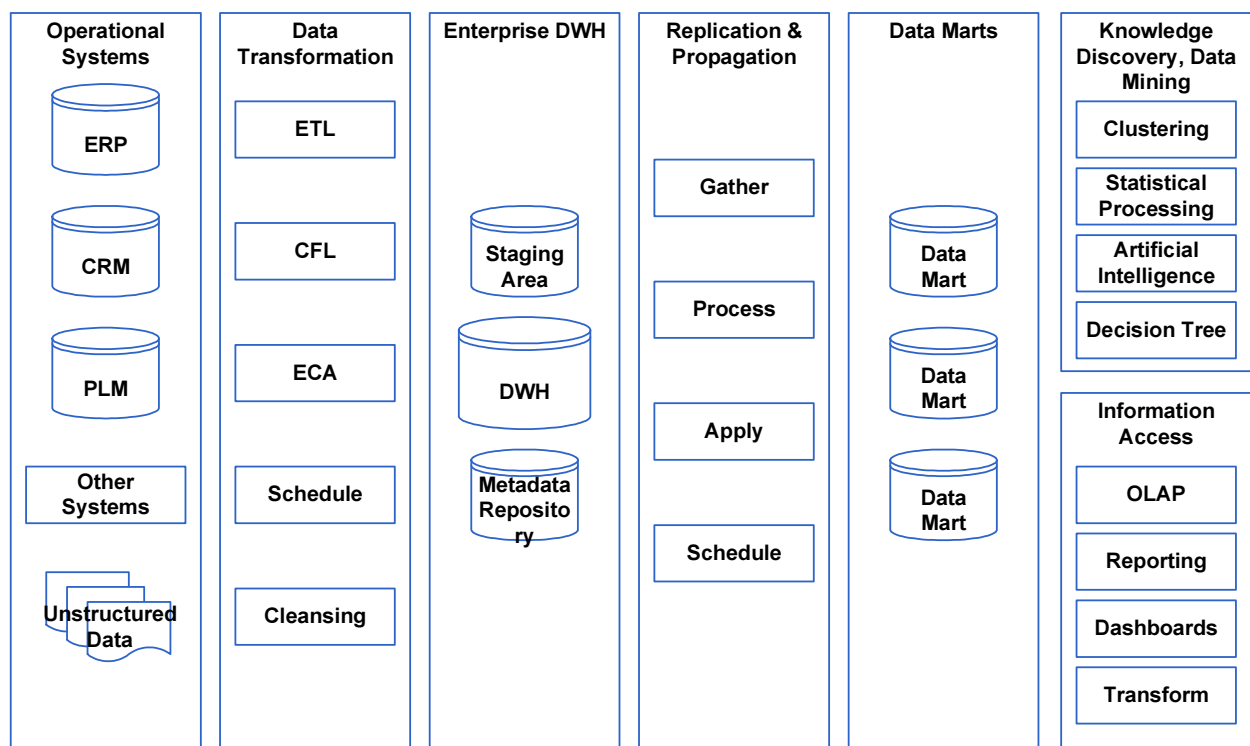 Operational
Systems
ERP
CRM
PLM
Other
Systems
Unstructured
Data
Data
Transformation
ETL
CFL
ECA
Schedule
Cleansing
Enterprise DWH
Staging
Area
DWH
Metadata
Reposito
ry
Replication &
Propagation
Gather
Process
Apply
Schedule
Data Marts
Data
Mart
Data
Mart
Data
Mart
Knowledge
Discovery, Data
Mining
Clustering
Statistical
Processing
Artificial
Intelligence
Decision Tree
Information
Access
OLAP
Reporting
Dashboards
Transform